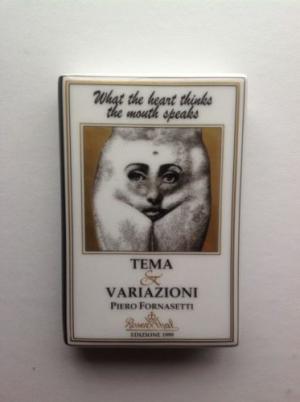 What the heart thinks
the mouth speaks
TEMA
&
VARIAZIONI
PIERO FORNASETTI
Rosenthal
EDIZIONE 1990